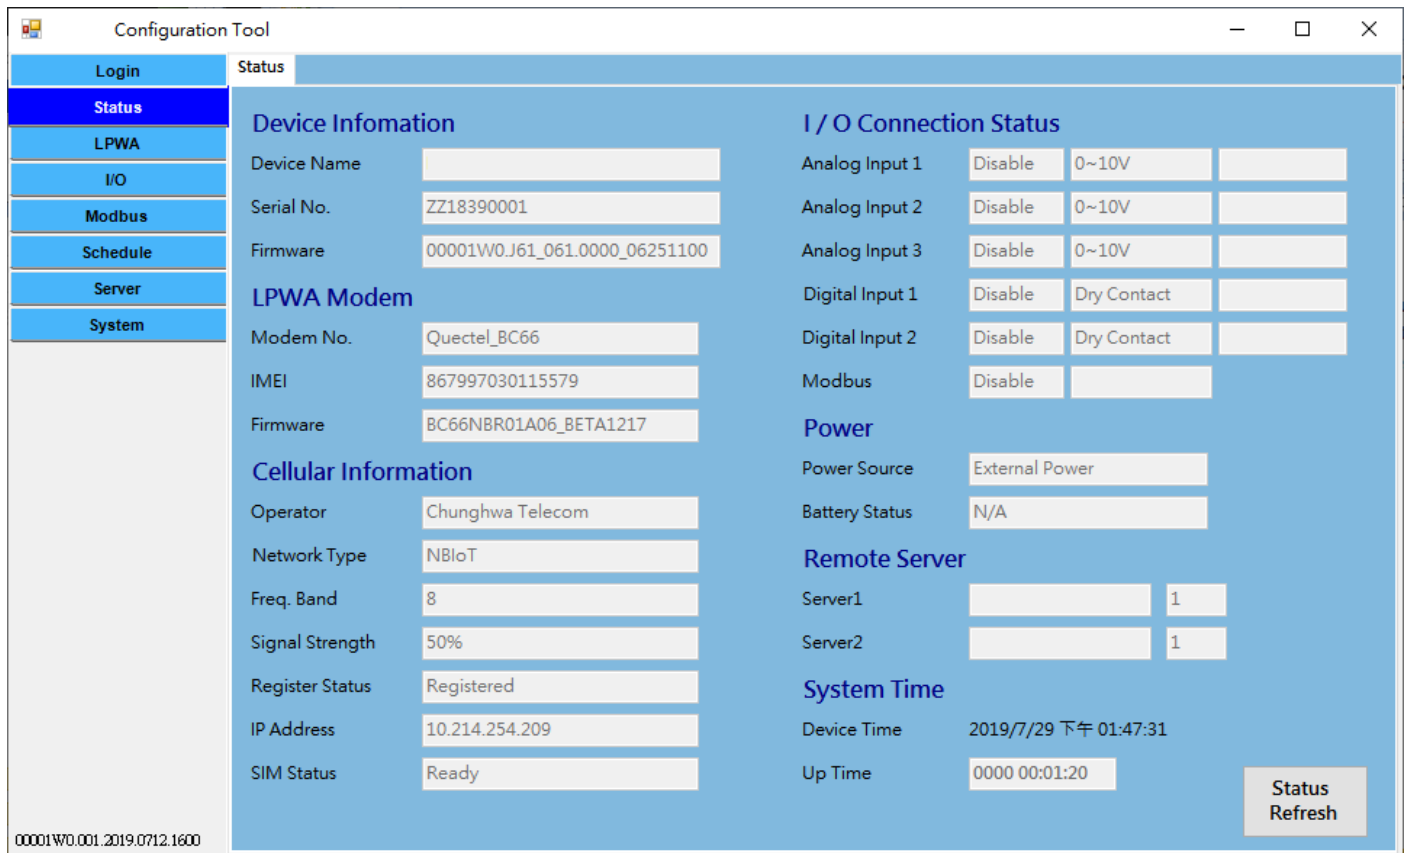 Configuration Tool
Login
Status
LPWA
I/O
Modbus
Schedule
Server
System
00001W0.001.2019.0712.1600
Status
Device Infomation
Device Name
Serial No. ZZ18390001
Firmware 00001W0.J61_061.0000_06251100
LPWA Modem
Modem No. Quectel_BC66
IMEI 867997030115579
Firmware BC66NBR01A06_BETA1217
Cellular Information
Operator Chunghwa Telecom
Network Type NBIoT
Freq. Band 8
Signal Strength 50%
Register Status Registered
IP Address 10.214.254.209
SIM Status Ready
I / O Connection Status
Analog Input 1 Disable 0~10V
Analog Input 2 Disable 0~10V
Analog Input 3 Disable 0~10V
Digital Input 1 Disable Dry Contact
Digital Input 2 Disable Dry Contact
Modbus Disable
Power
Power Source External Power
Battery Status N/A
Remote Server
Server1 1
Server2 1
System Time
Device Time 2019/7/29 下午 01:47:31
Up Time 0000 00:01:20
Status
Refresh